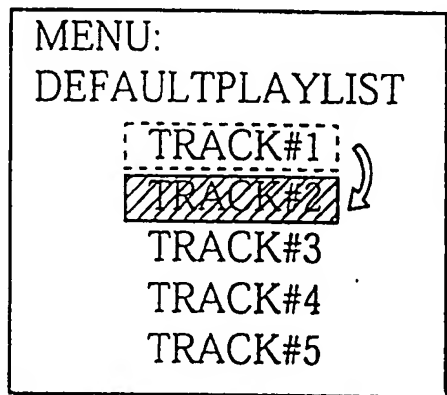 MENU:
DEFAULTPLAYLIST
TRACK#1
TRACK#2
TRACK#3
TRACK#4
TRACK#5